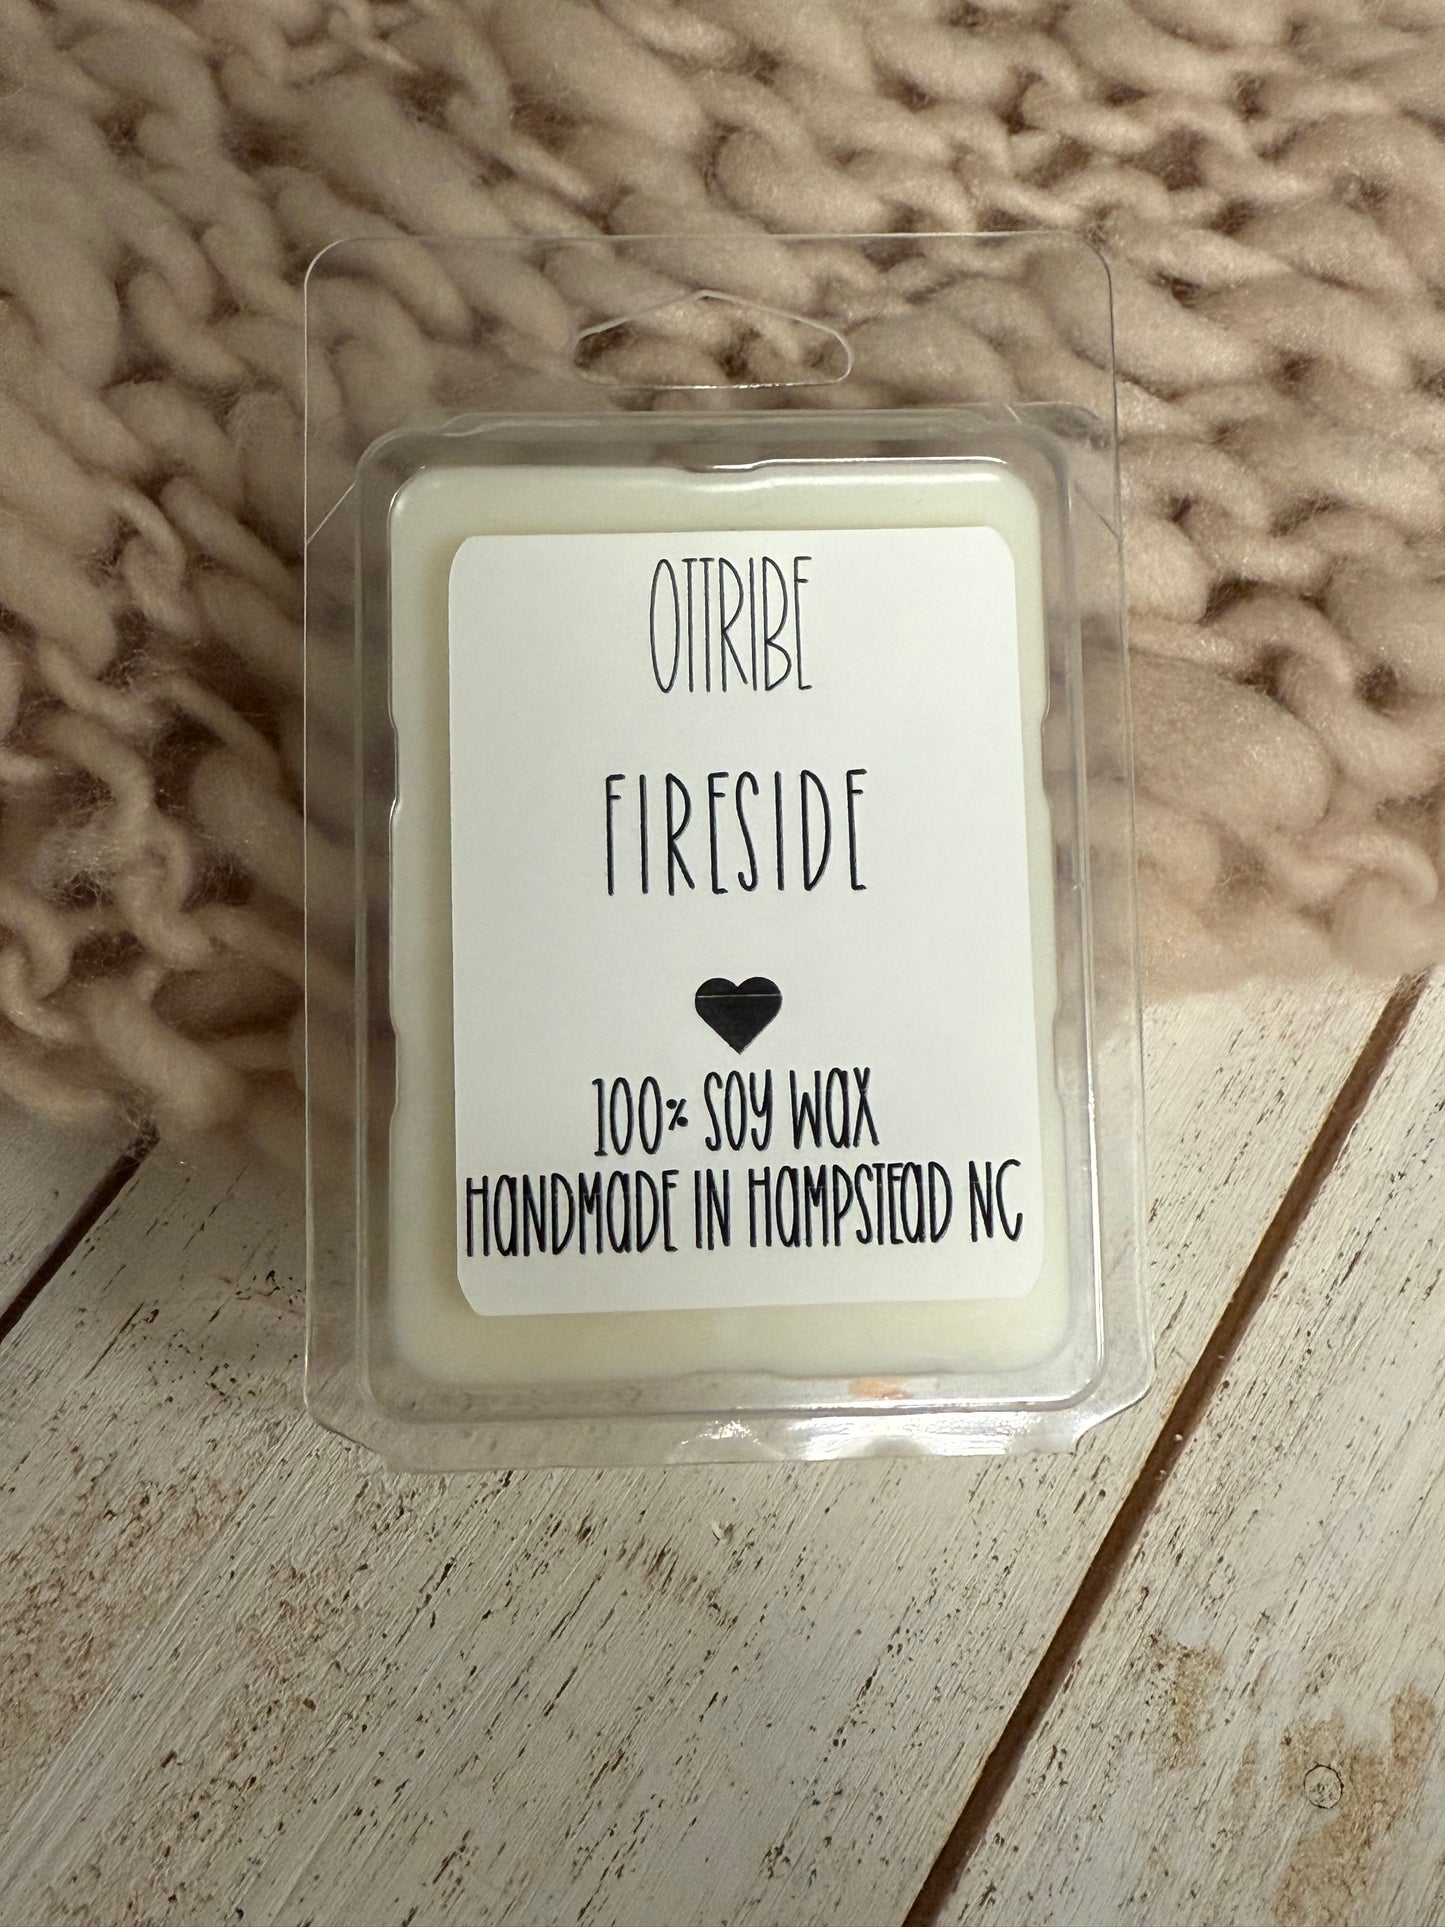 OTTRIBE
FIRESIDE
100% SOY WAX
HANDMADE IN HAMPSTEAD NC